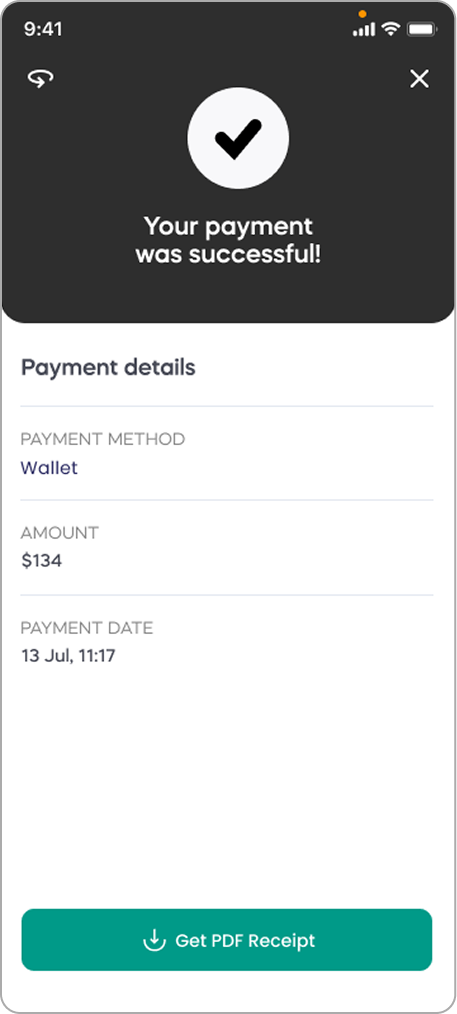 9:41
Your payment
was successful!
Payment details
PAYMENT METHOD
Wallet
AMOUNT
$134
PAYMENT DATE
13 Jul, 11:17
Get PDF Receipt